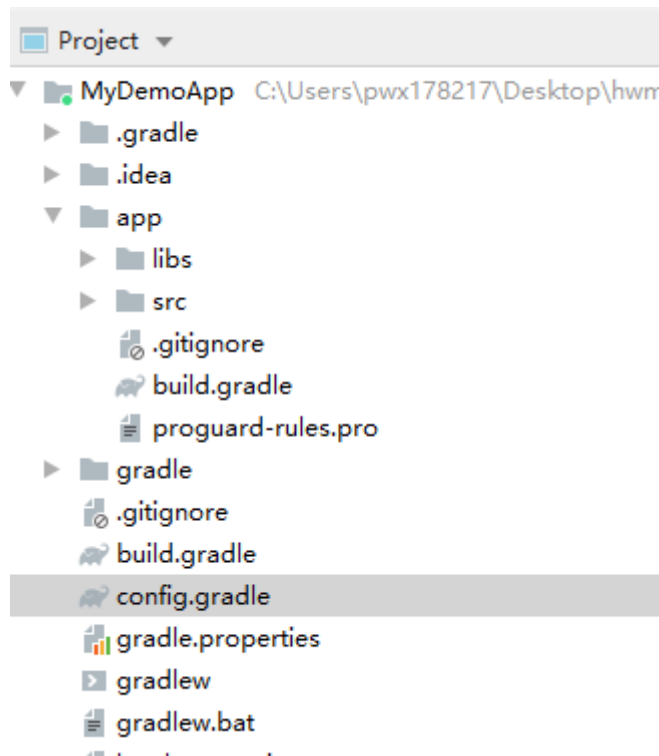 Project
MyDemoApp C:\Users\pwx178217\Desktop\hwm
.gradle
.idea
app
libs
src
.gitignore
build.gradle
proguard-rules.pro
gradle
.gitignore
build.gradle
config.gradle
gradle.properties
gradlew
gradlew.bat